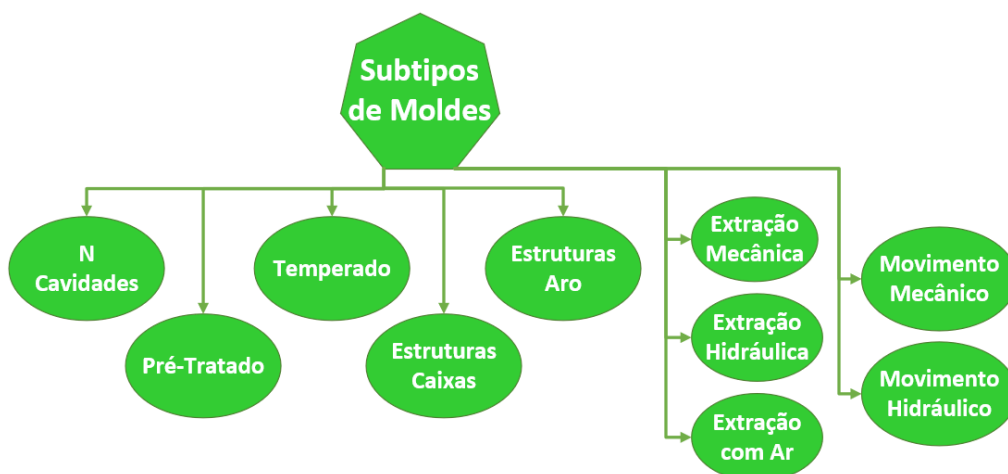 Subtipos
de Moldes
N
Cavidades
Pré-Tratado
Temperado
Estruturas
Caixas
Estruturas
Aro
Extração
Mecânica
Extração
Hidráulica
Extração
com Ar
Movimento
Mecânico
Movimento
Hidráulico